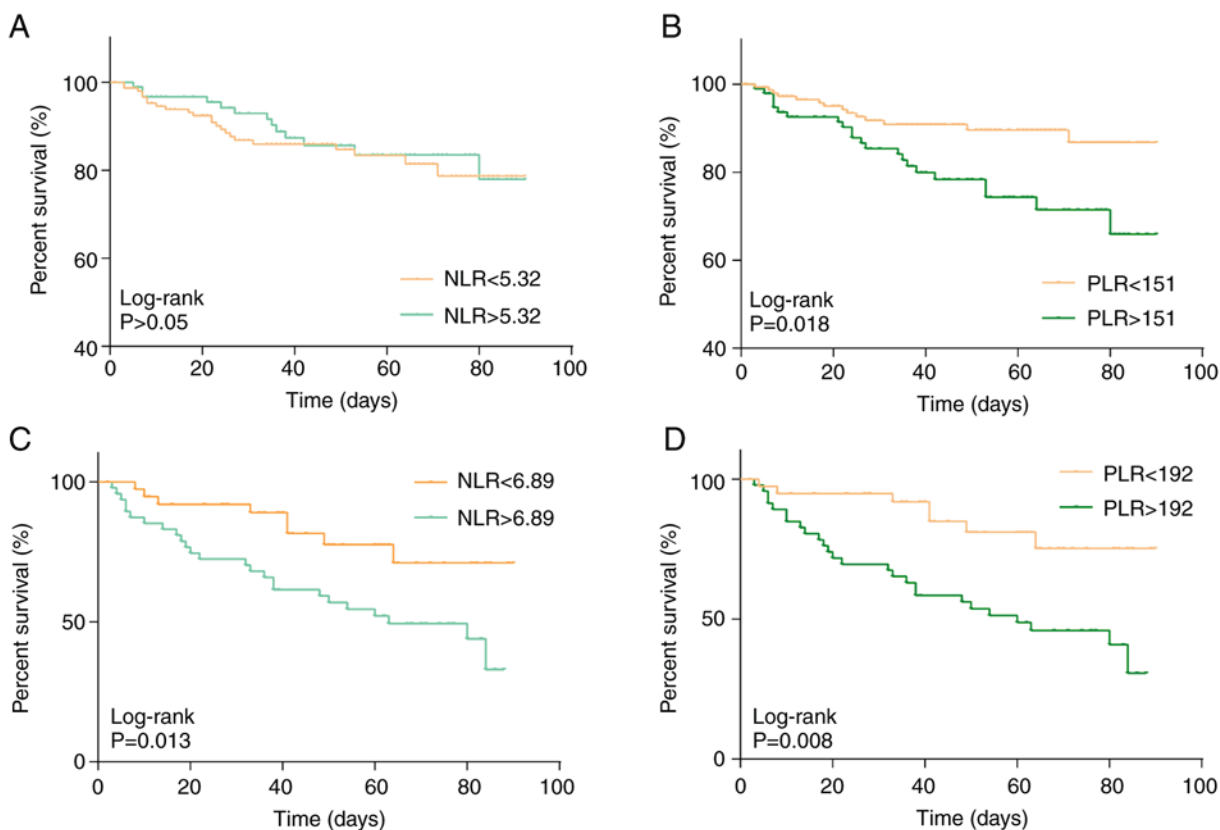 A
Percent survival (%)
100
80
60
40
NLR<5.32
NLR>5.32
Log-rank
P>0.05
0 20 40 60 80 100
Time (days)
B
Percent survival (%)
100
80
60
40
PLR<151
PLR>151
Log-rank
P=0.018
0 20 40 60 80 100
Time (days)
C
Percent survival (%)
100
50
0
NLR<6.89
NLR>6.89
Log-rank
P=0.013
0 20 40 60 80 100
Time (days)
D
Percent survival (%)
100
50
0
PLR<192
PLR>192
Log-rank
P=0.008
0 20 40 60 80 100
Time (days)